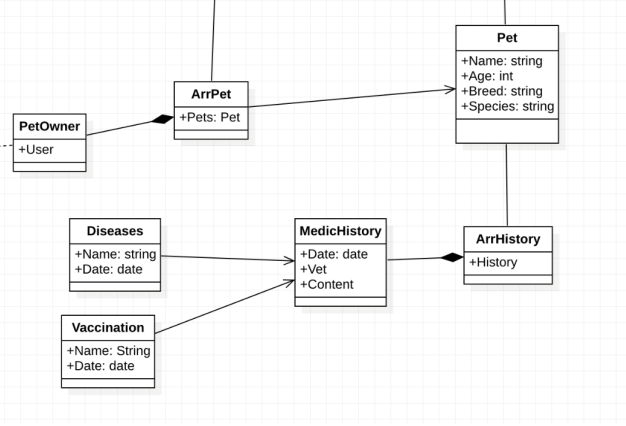 Pet
+Name: string
+Age: int
+Breed: string
+Species: string
ArrPet
+Pets: Pet
PetOwner
+User
Diseases
+Name: string
+Date: date
MedicHistory
+Date: date
+Vet
+Content
ArrHistory
+History
Vaccination
+Name: String
+Date: date